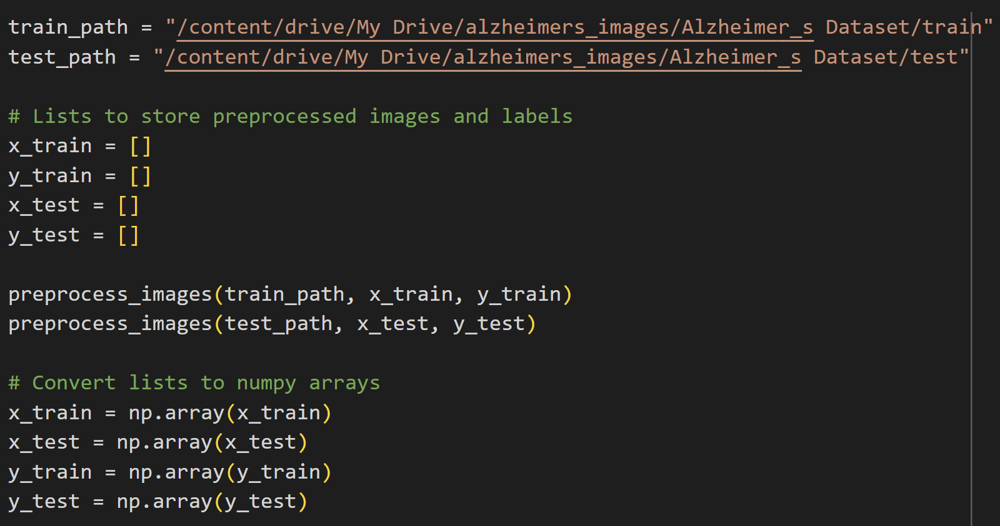 train_path = "/content/drive/My Drive/alzheimers_images/Alzheimer_s Dataset/train"
test_path = "/content/drive/My Drive/alzheimers_images/Alzheimer_s Dataset/test"
# Lists to store preprocessed images and labels
x_train = []
y_train = []
x_test = []
y_test = []
preprocess_images(train_path, x_train, y_train)
preprocess_images(test_path, x_test, y_test)
# Convert lists to numpy arrays
x_train = np.array(x_train)
x_test = np.array(x_test)
y_train = np.array(y_train)
y_test = np.array(y_test)